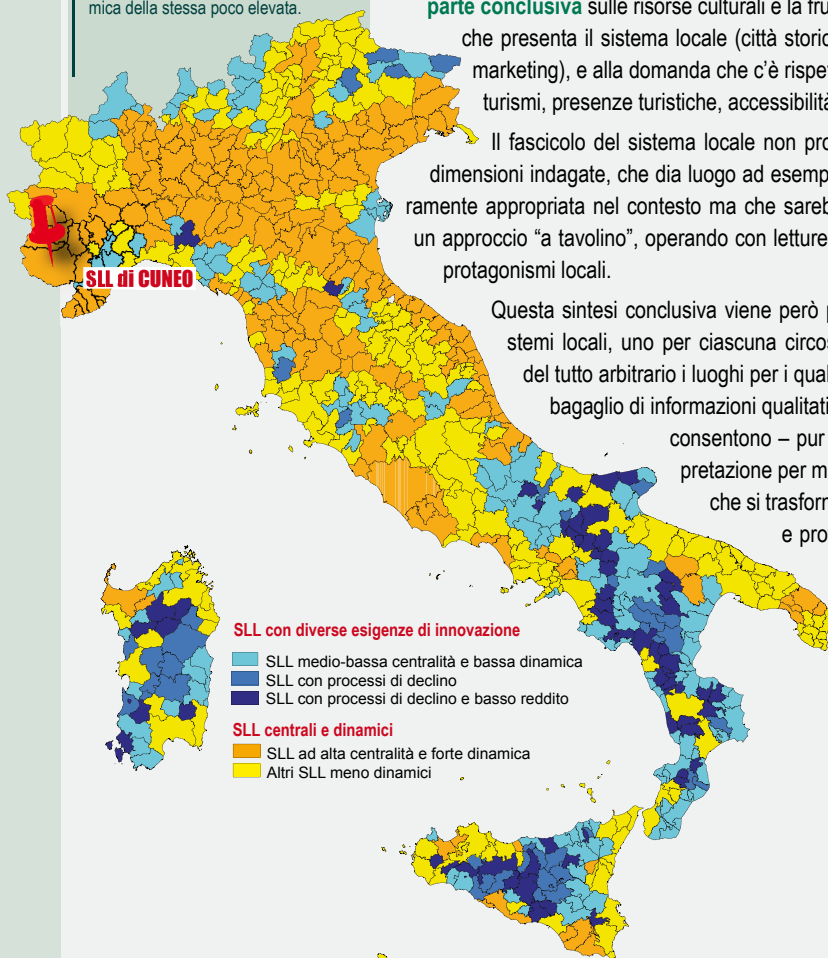 mica della stessa poco elevata.
parte conclusiva sulle risorse culturali e la fru
che presenta il sistema locale (città storic
marketing), e alla domanda che c'è rispe
turismi, presenze turistiche, accessibilità
Il fascicolo del sistema locale non pro
dimensioni indagate, che dia luogo ad esemp
ramente appropriata nel contesto ma che sareb
un approccio “a tavolino”, operando con letture
protagonismi locali.
Questa sintesi conclusiva viene però p
stemi locali, uno per ciascuna circos
del tutto arbitrario i luoghi per i qual
bagaglio di informazioni qualitati
consentono – pur
pretazione per m
che si trasforn
e pro
SLL di CUNEO
SLL con diverse esigenze di innovazione
SLL medio-bassa centralità e bassa dinamica
SLL con processi di declino
SLL con processi di declino e basso reddito
SLL centrali e dinamici
SLL ad alta centralità e forte dinamica
Altri SLL meno dinamici